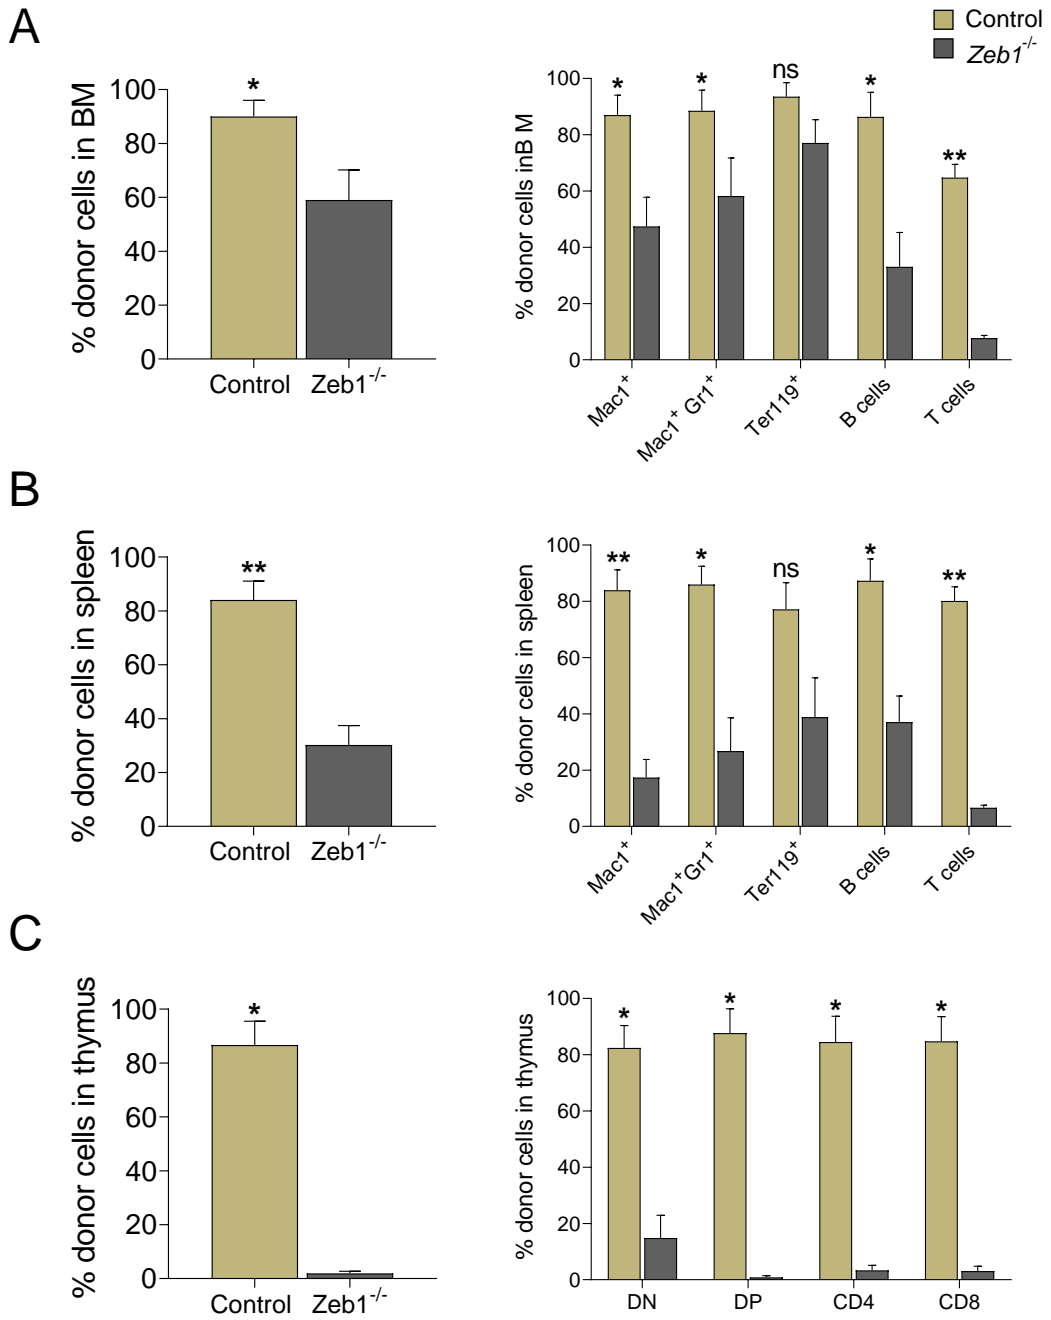 A
Control
Zeb1-/-
% donor cells in BM
100
80
60
40
20
0
*
Control Zeb1-/-
% donor cells inB M
100
80
60
40
20
0
* * ns * **
Mac1+ Mac1+ Gr1+ Ter119+ B cells T cells
B
% donor cells in spleen
100
80
60
40
20
0
**
Control Zeb1-/-
% donor cells in spleen
100
80
60
40
20
0
** * ns * **
Mac1+ Mac1+Gr1+ Ter119+ B cells T cells
C
% donor cells in thymus
100
80
60
40
20
0
*
Control Zeb1-/-
% donor cells in thymus
100
80
60
40
20
0
* * * *
DN DP CD4 CD8